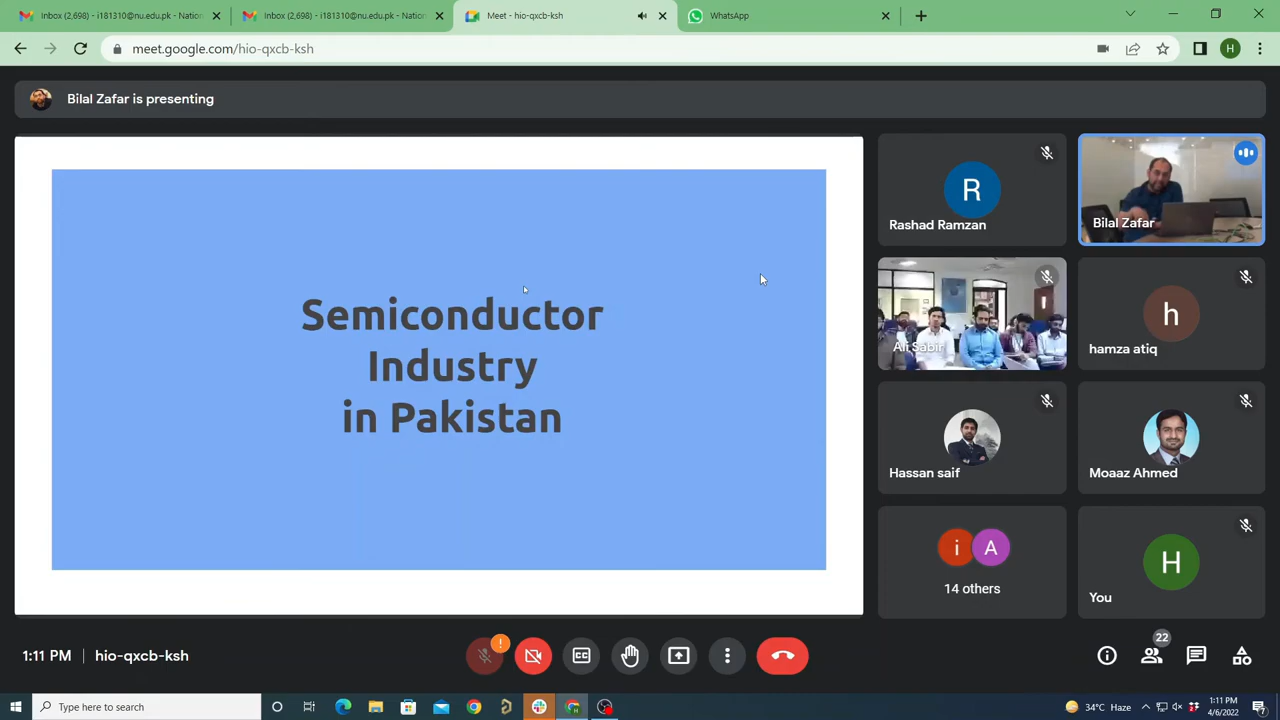 Inbox (2,698) - i181310@nu.edu.pk - Nation
Inbox (2,698) - i181310@nu.edu.pk - Nation
Meet - hio-qxcb-ksh
WhatsApp
meet.google.com/hio-qxcb-ksh
H
Bilal Zafar is presenting
Semiconductor
Industry
in Pakistan
R
Rashad Ramzan
Bilal Zafar
Ali Sabir
h
hamza atiq
Hassan saif
Moaaz Ahmed
i A
14 others
H
You
1:11 PM hio-qxcb-ksh
22
Type here to search
34°C Haze
1:11 PM
4/6/2022